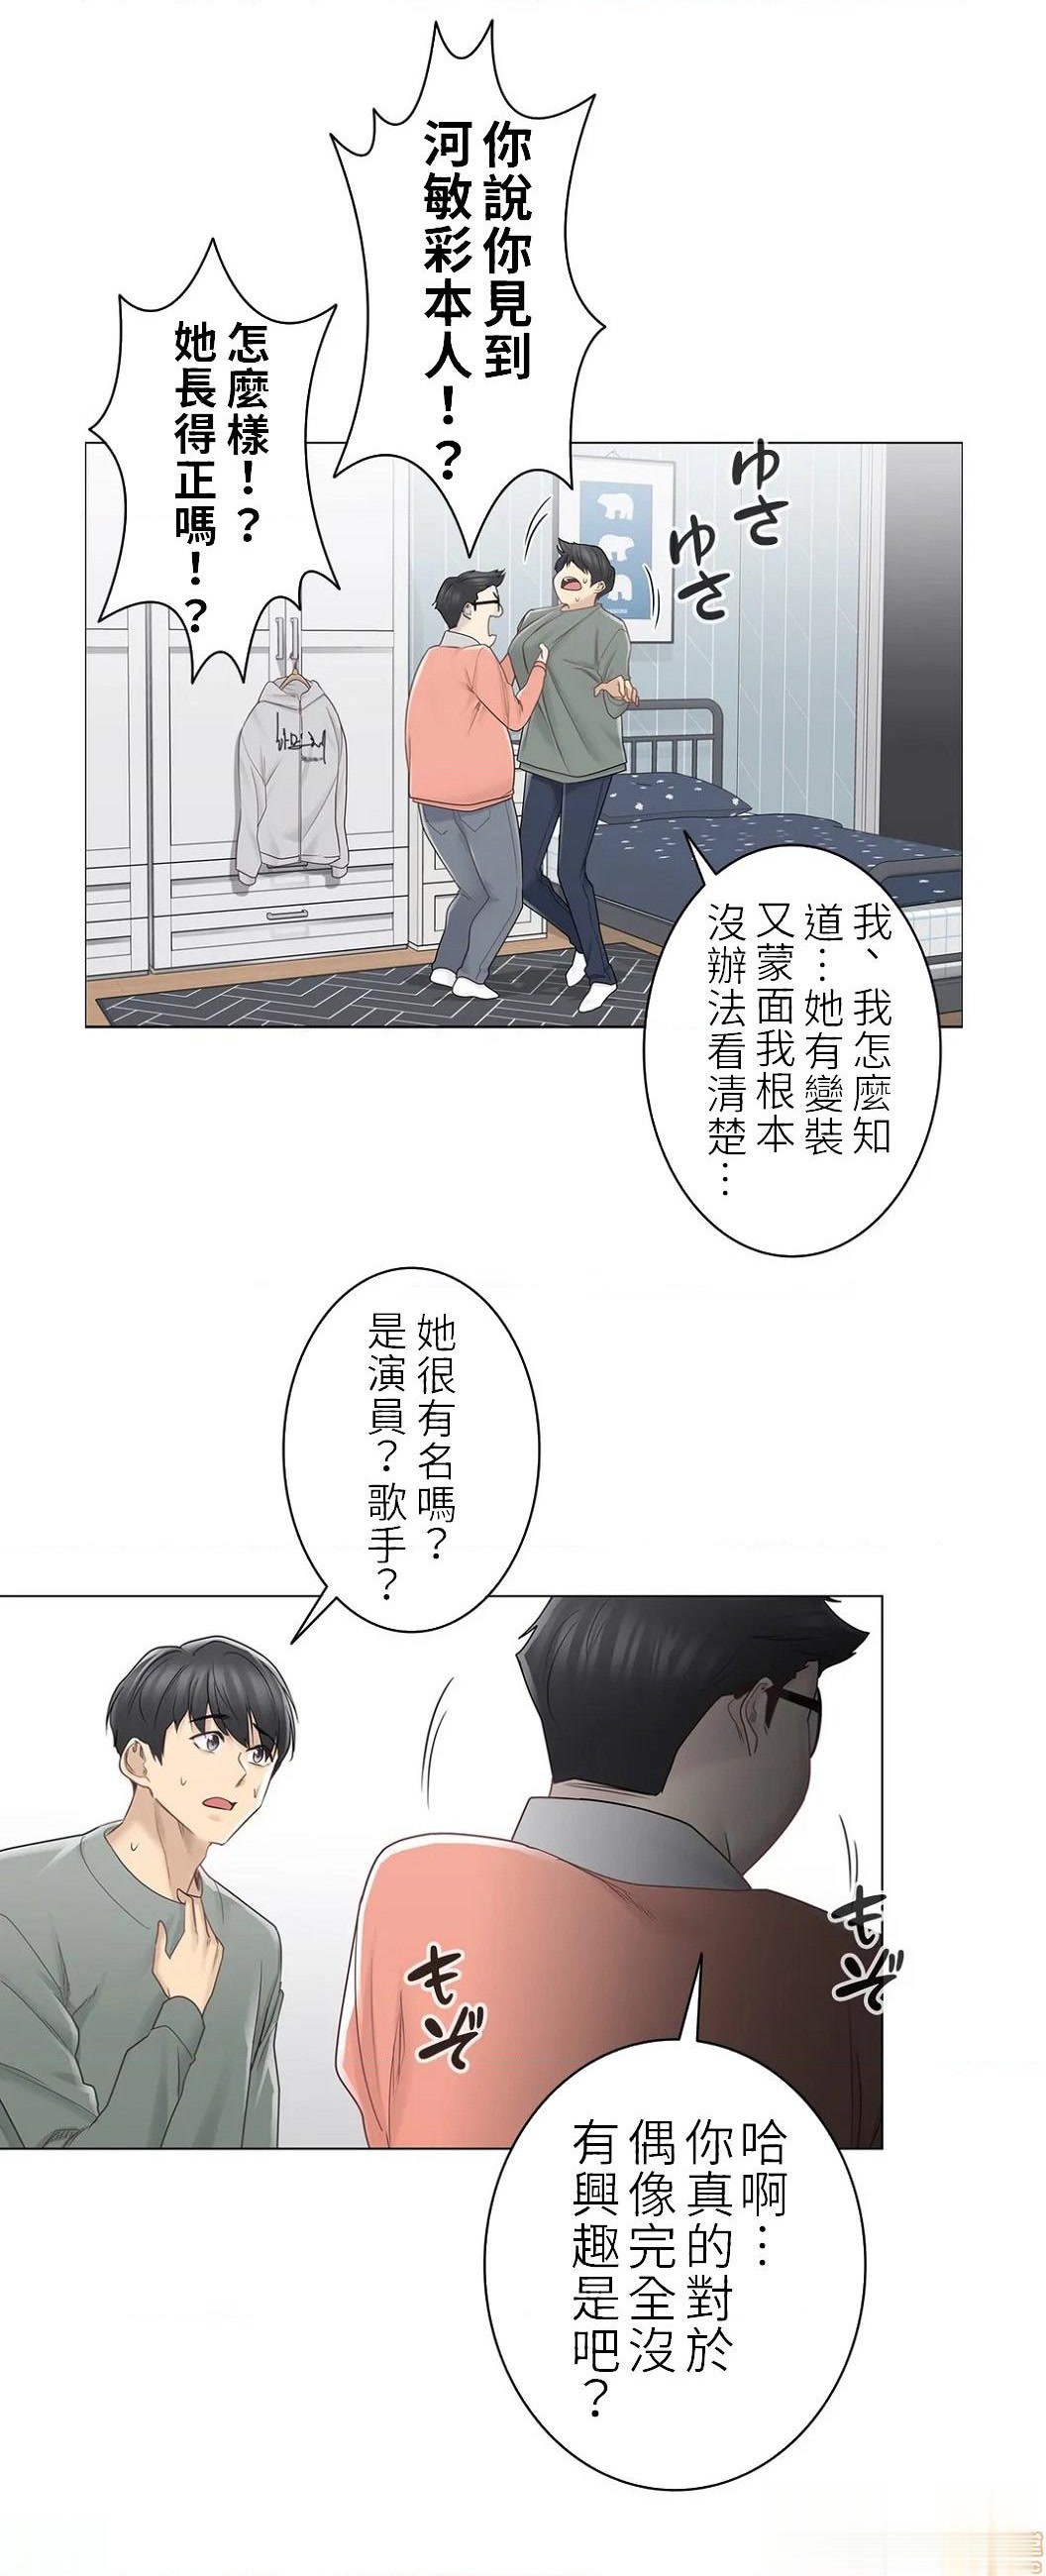 你說你見到
河敏彩本人！？
怎麼樣！？
她長得正嗎！？
ゆさ
ゆさ
我、我怎麼知
道…她有變裝
又蒙面我根本
沒辦法看清楚…
她很有名嗎？
是演員？歌手？
もぞ
もぞ
哈啊…
你真的對於
偶像完全沒
有興趣是吧？